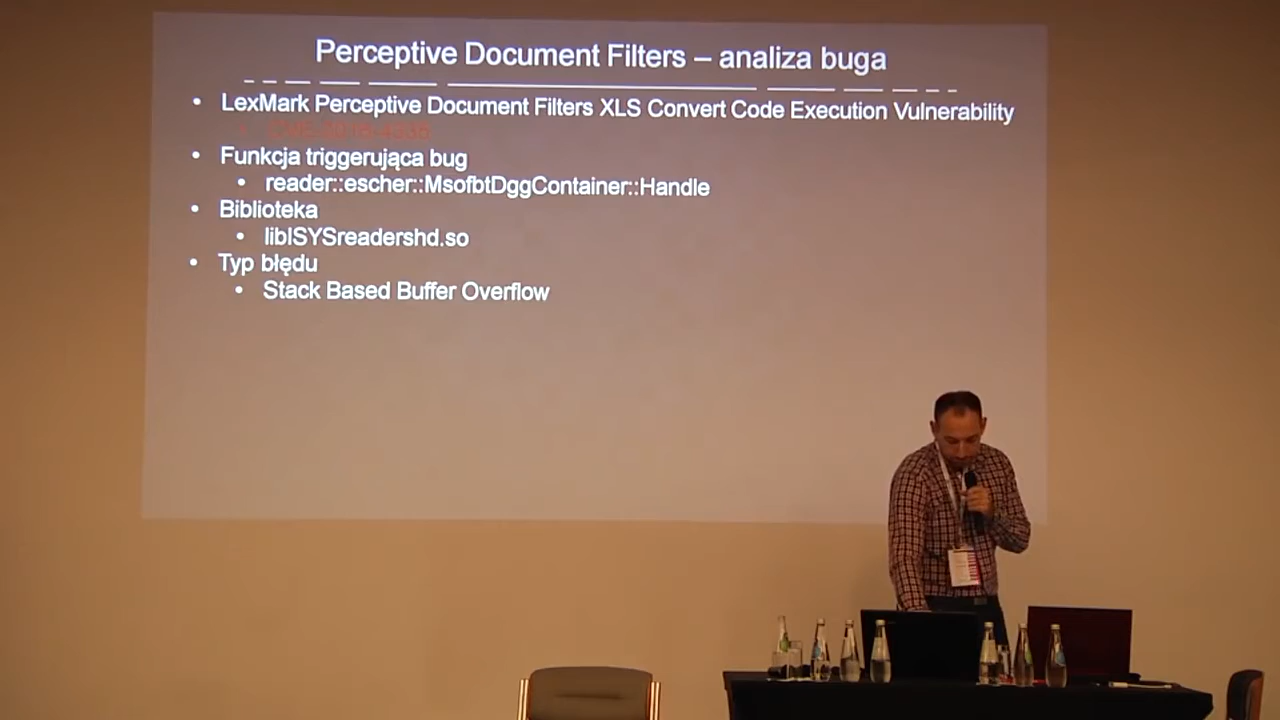 Perceptive Document Filters – analiza buga
• LexMark Perceptive Document Filters XLS Convert Code Execution Vulnerability
• Funkcja triggerująca bug
• reader::escher::MsofbtDggContainer::Handle
• Biblioteka
• libISYSreadershd.so
• Typ błędu
• Stack Based Buffer Overflow